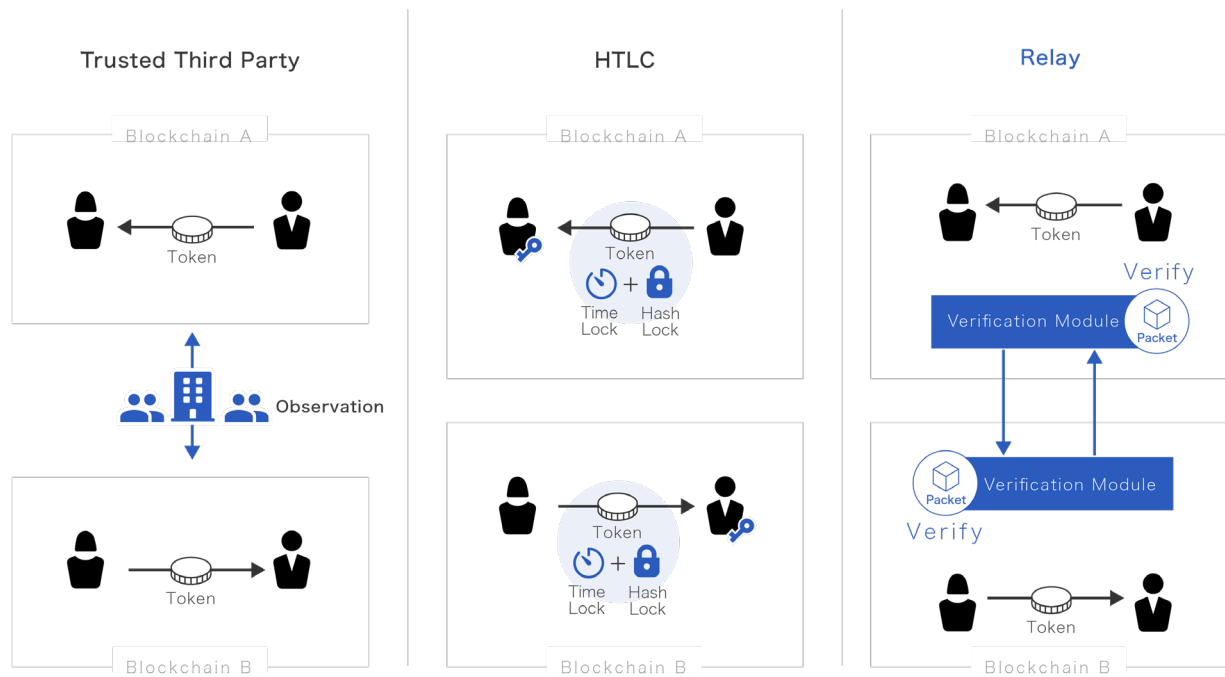 Trusted Third Party
Blockchain A
Token
Observation
Token
Blockchain B
HTLC
Blockchain A
Token
+
Time
Lock
Hash
Lock
Token
+
Time
Lock
Hash
Lock
Blockchain B
Relay
Blockchain A
Token
Verify
Verification Module
Packet
Verification Module
Packet
Verify
Token
Blockchain B